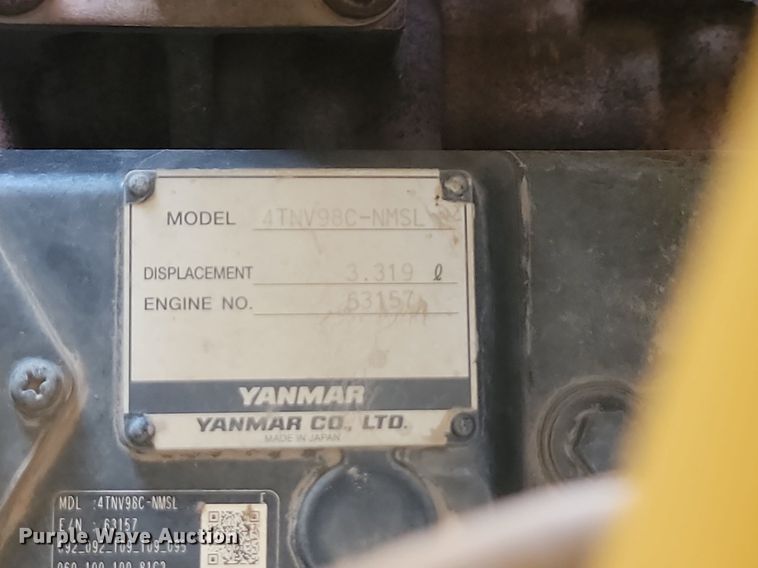 MODEL 4TNV98C-NMSL
DISPLACEMENT 3.319 ℓ
ENGINE NO. 63157
YANMAR
YANMAR CO., LTD.
MADE IN JAPAN
MDL :4TNV98C-NMSL
E/N : 63157
092_092_109_109_095
Purple Wave Auction